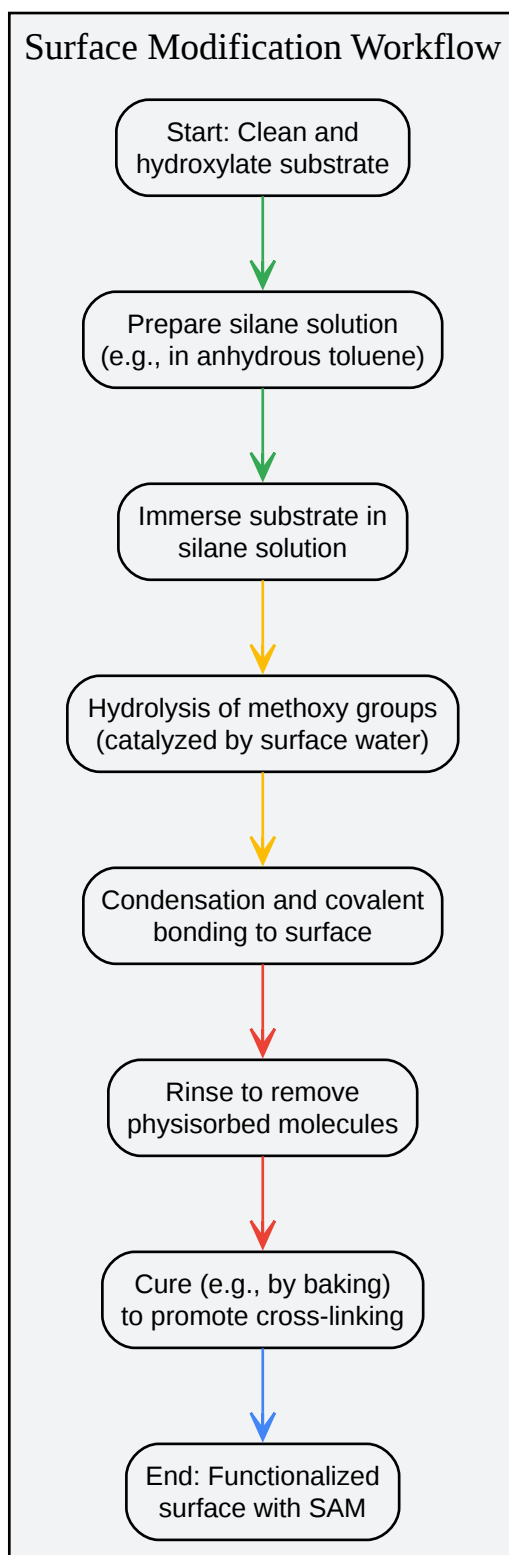 Surface Modification Workflow
Start: Clean and
hydroxylate substrate
Prepare silane solution
(e.g., in anhydrous toluene)
Immerse substrate in
silane solution
Hydrolysis of methoxy groups
(catalyzed by surface water)
Condensation and covalent
bonding to surface
Rinse to remove
physisorbed molecules
Cure (e.g., by baking)
to promote cross-linking
End: Functionalized
surface with SAM